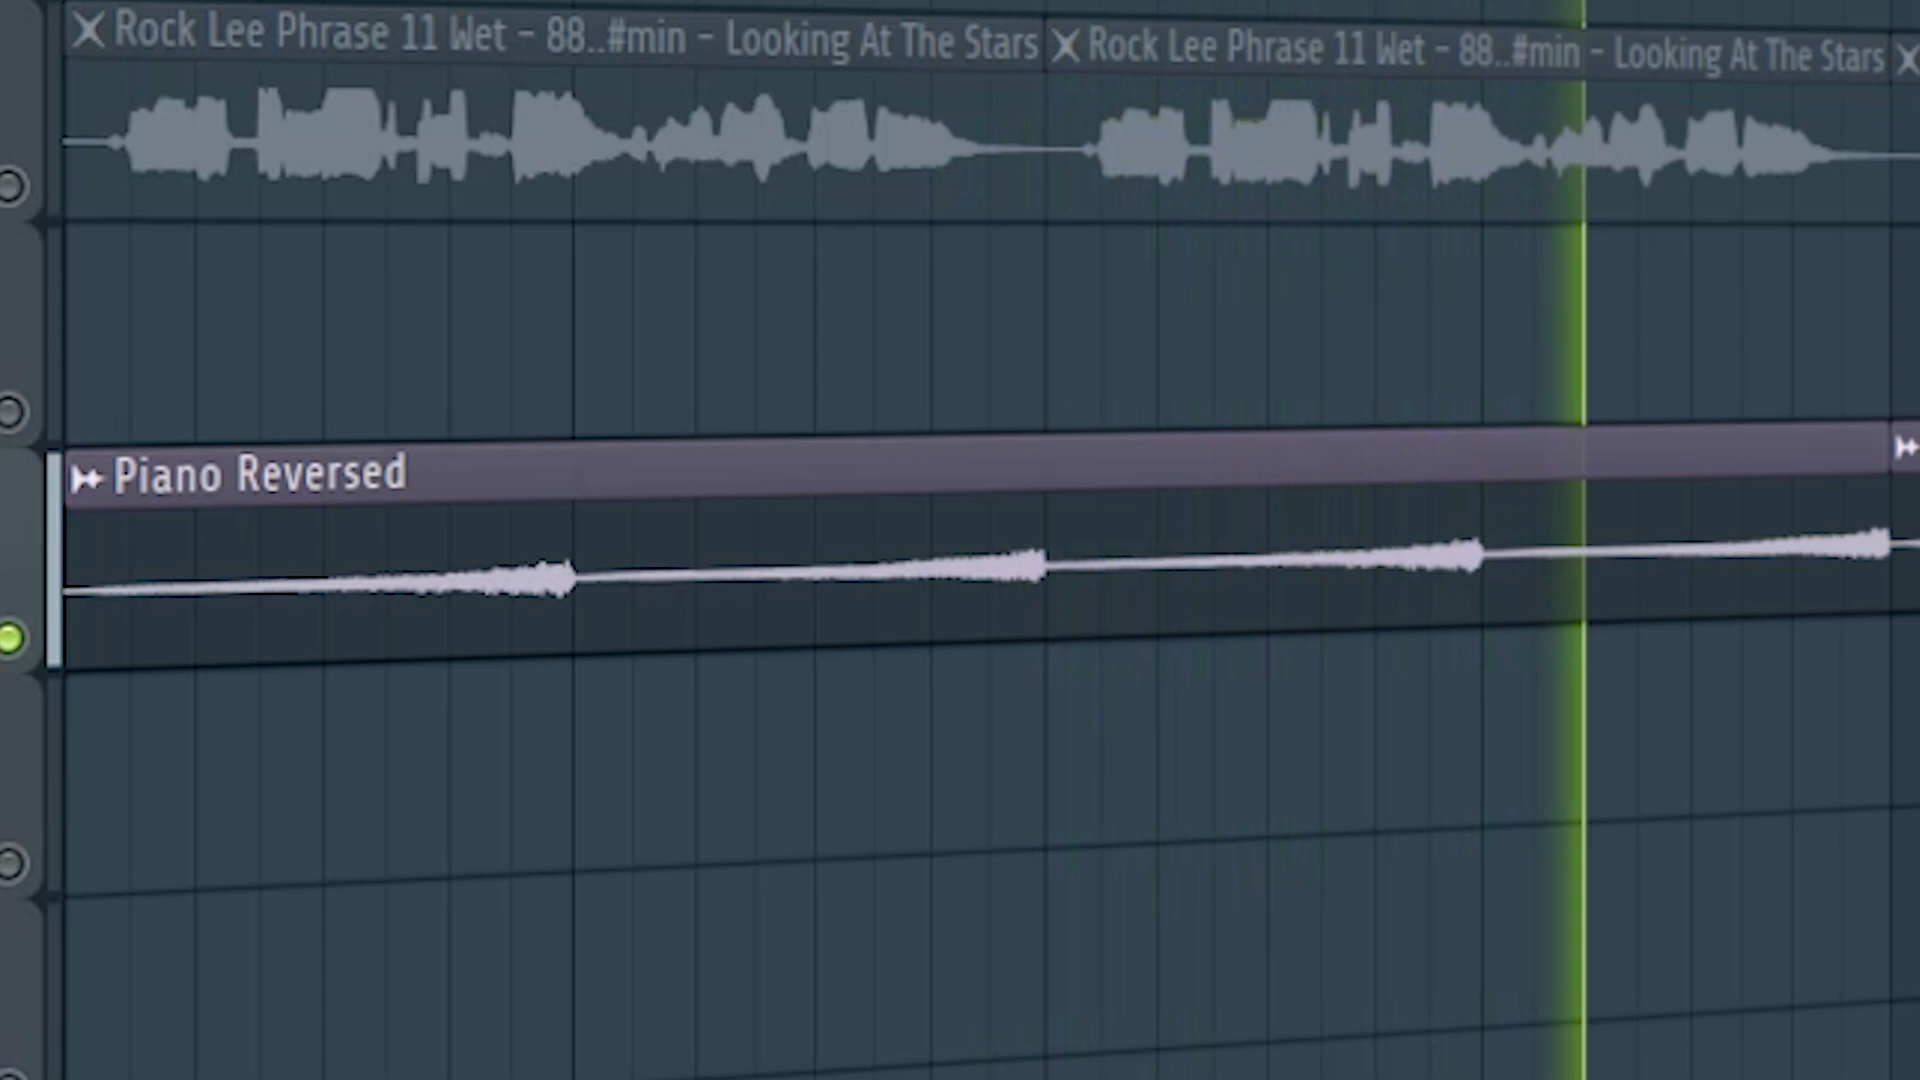 Rock Lee Phrase 11 Wet - 88..#min - Looking At The Stars
Rock Lee Phrase 11 Wet - 88..#min - Looking At The Stars
Piano Reversed